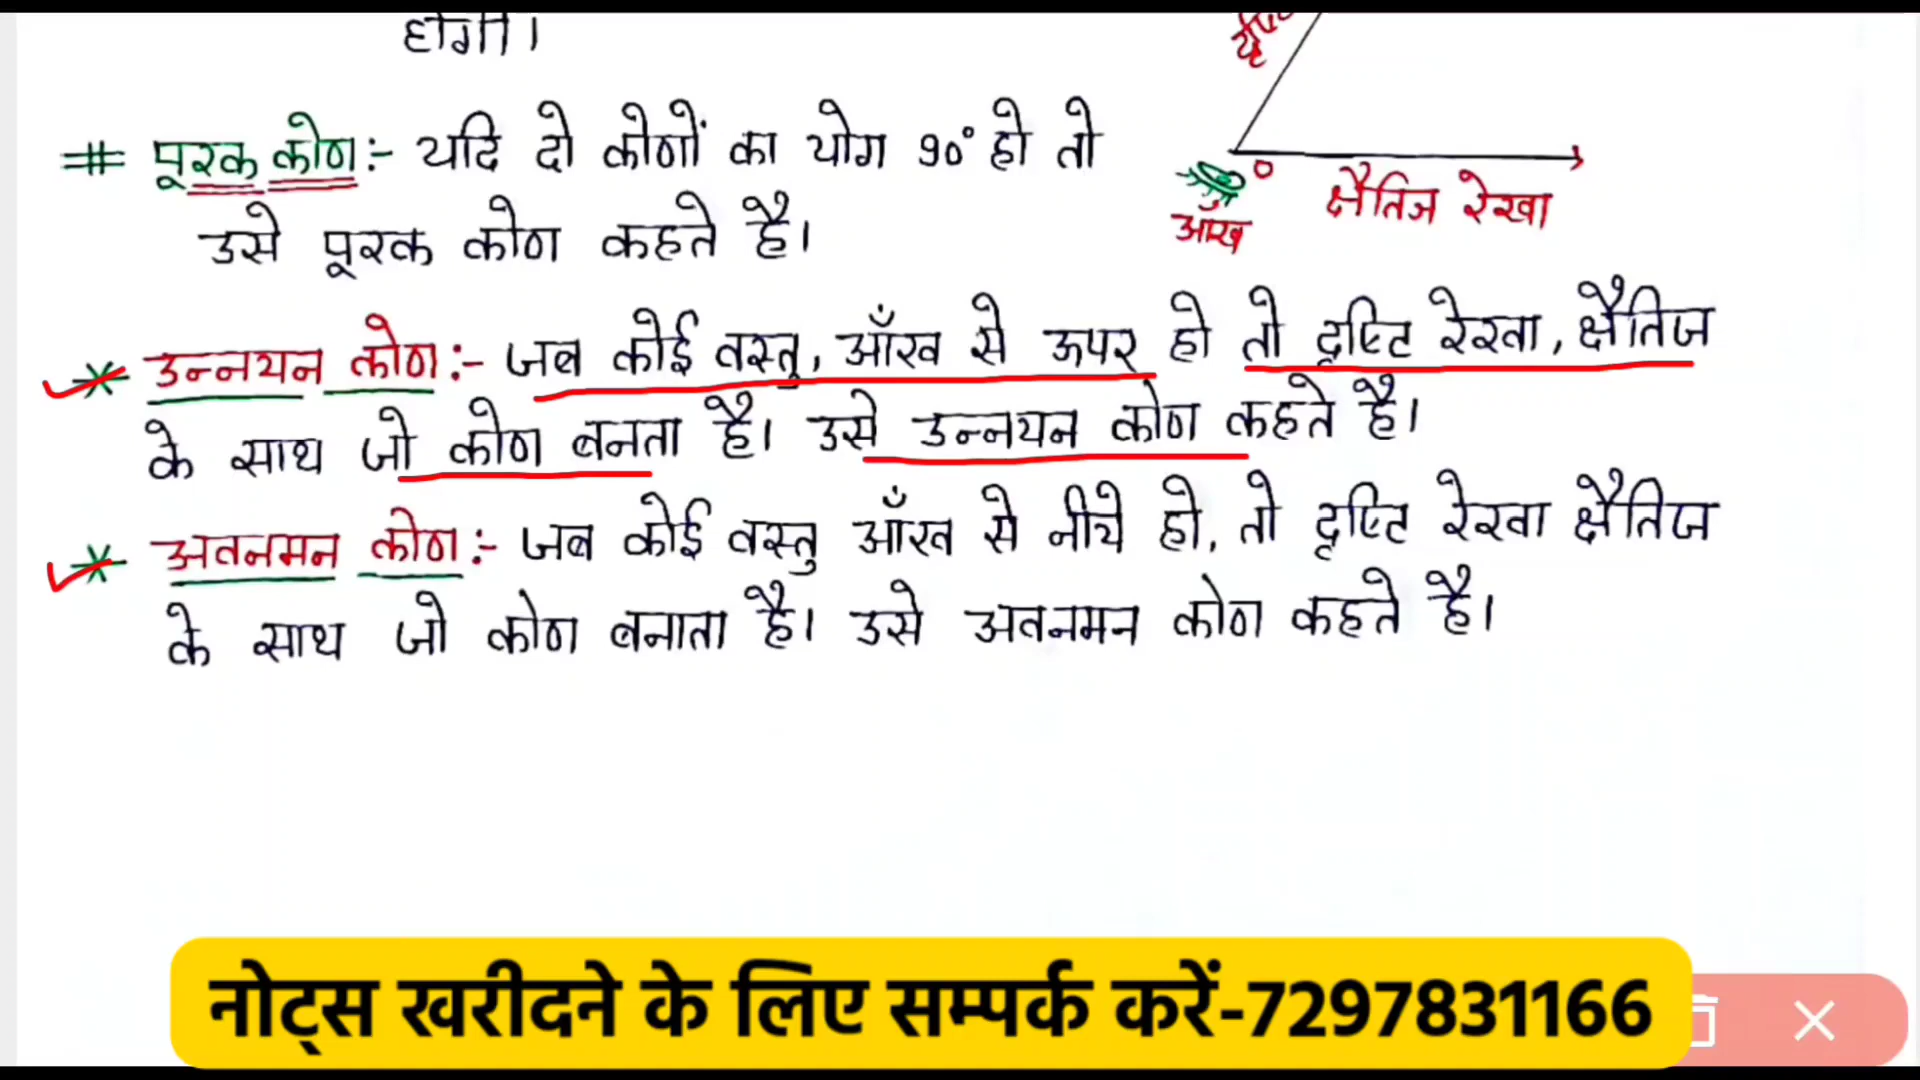 होगा।
# पूरक कोण:- यदि दो कोणों का योग 90° हो तो
उसे पूरक कोण कहते है।
आँख
क्षैतिज रेखा
* उन्नयन कोण:- जब कोई वस्तु, आँख से ऊपर हो तो दृष्टि रेखा, क्षैतिज
के साथ जो कोण बनता है। उसे उन्नयन कोण कहते है।
* अवनमन कोण:- जब कोई वस्तु आँख से नीचे हो, तो दृष्टि रेखा क्षैतिज
के साथ जो कोण बनाता है। उसे अवनमन कोण कहते है।
नोट्स खरीदने के लिए सम्पर्क करें-7297831166